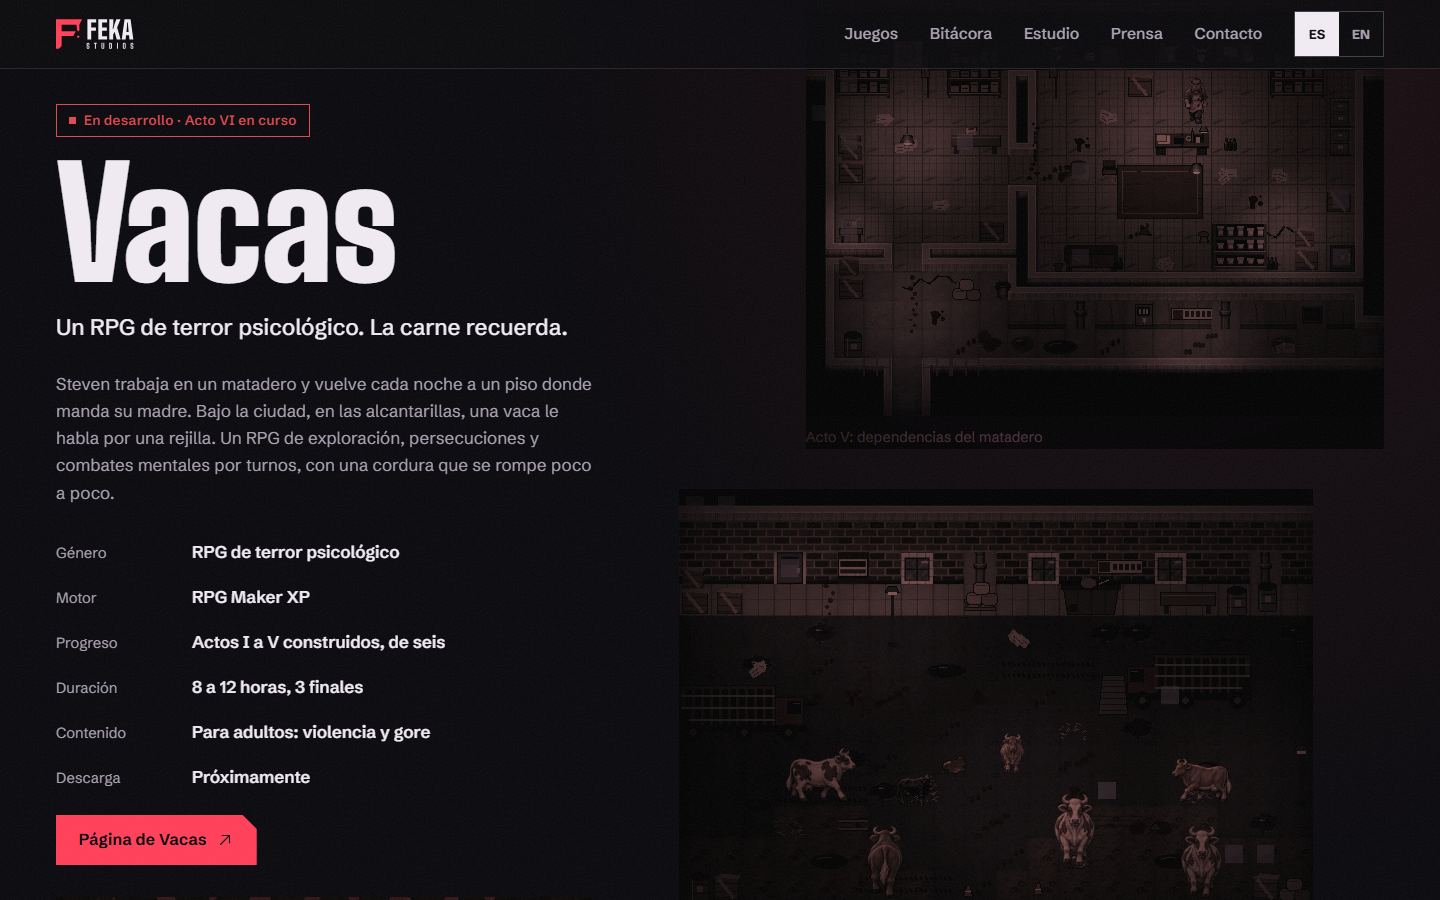 FEKA
STUDIOS
Juegos
Bitácora
Estudio
Prensa
Contacto
ES
EN
En desarrollo · Acto VI en curso
Vacas
Un RPG de terror psicológico. La carne recuerda.
Steven trabaja en un matadero y vuelve cada noche a un piso donde
manda su madre. Bajo la ciudad, en las alcantarillas, una vaca le
habla por una rejilla. Un RPG de exploración, persecuciones y
combates mentales por turnos, con una cordura que se rompe poco
a poco.
Género
RPG de terror psicológico
Motor
RPG Maker XP
Progreso
Actos I a V construidos, de seis
Duración
8 a 12 horas, 3 finales
Contenido
Para adultos: violencia y gore
Descarga
Próximamente
Página de Vacas
Acto V: dependencias del matadero